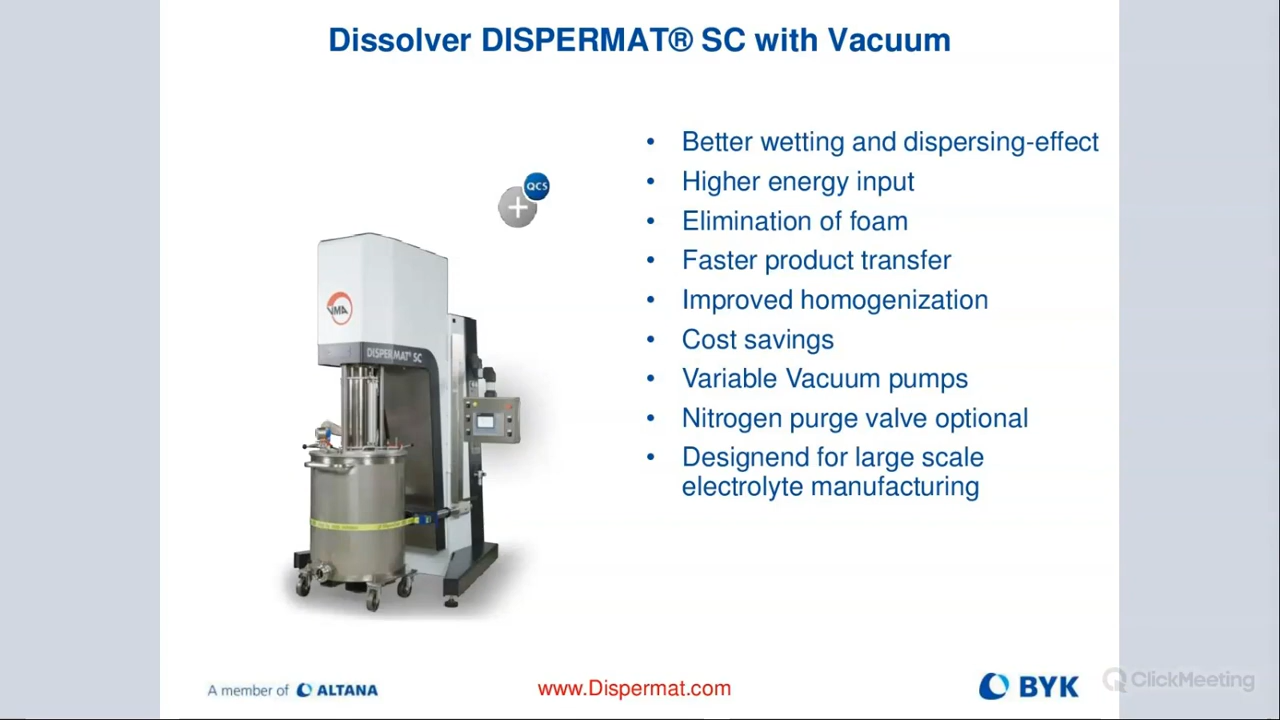 Dissolver DISPERMAT® SC with Vacuum
• Better wetting and dispersing-effect
• Higher energy input
• Elimination of foam
• Faster product transfer
• Improved homogenization
• Cost savings
• Variable Vacuum pumps
• Nitrogen purge valve optional
• Designend for large scale
electrolyte manufacturing
QCS
VMA
DISPERMAT® SC
A member of ALTANA
www.Dispermat.com
BYK
ClickMeeting